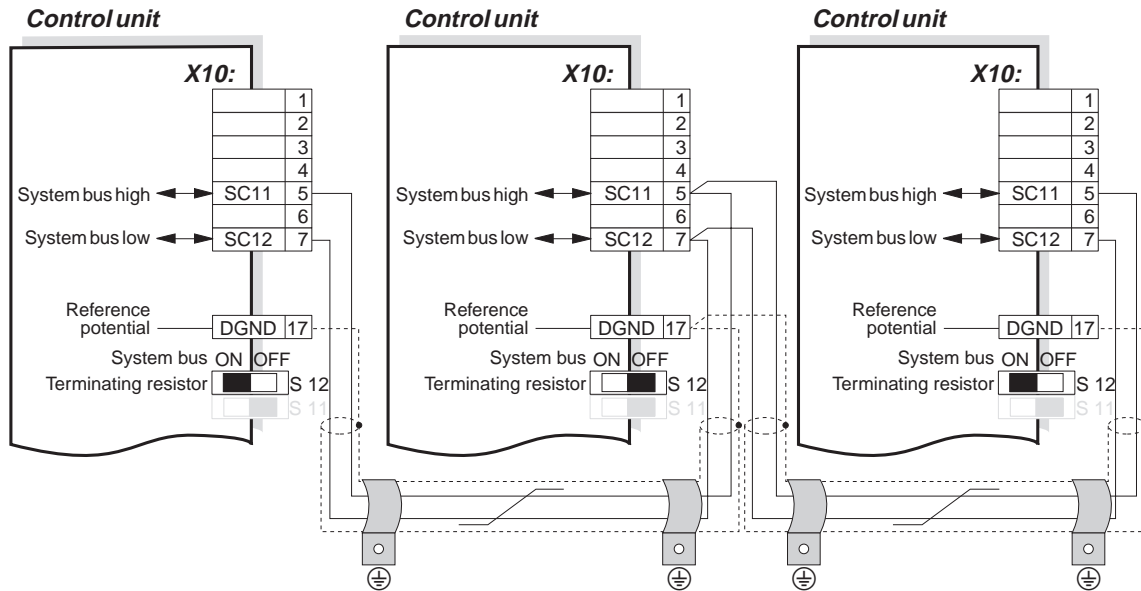 Control unit
X10:
1
2
3
4
System bus high SC11 5
6
System bus low SC12 7
Reference
potential DGND 17
System bus ON OFF
Terminating resistor S 12
S 11
Control unit
X10:
1
2
3
4
System bus high SC11 5
6
System bus low SC12 7
Reference
potential DGND 17
System bus ON OFF
Terminating resistor S 12
S 11
Control unit
X10:
1
2
3
4
System bus high SC11 5
6
System bus low SC12 7
Reference
potential DGND 17
System bus ON OFF
Terminating resistor S 12
S 11